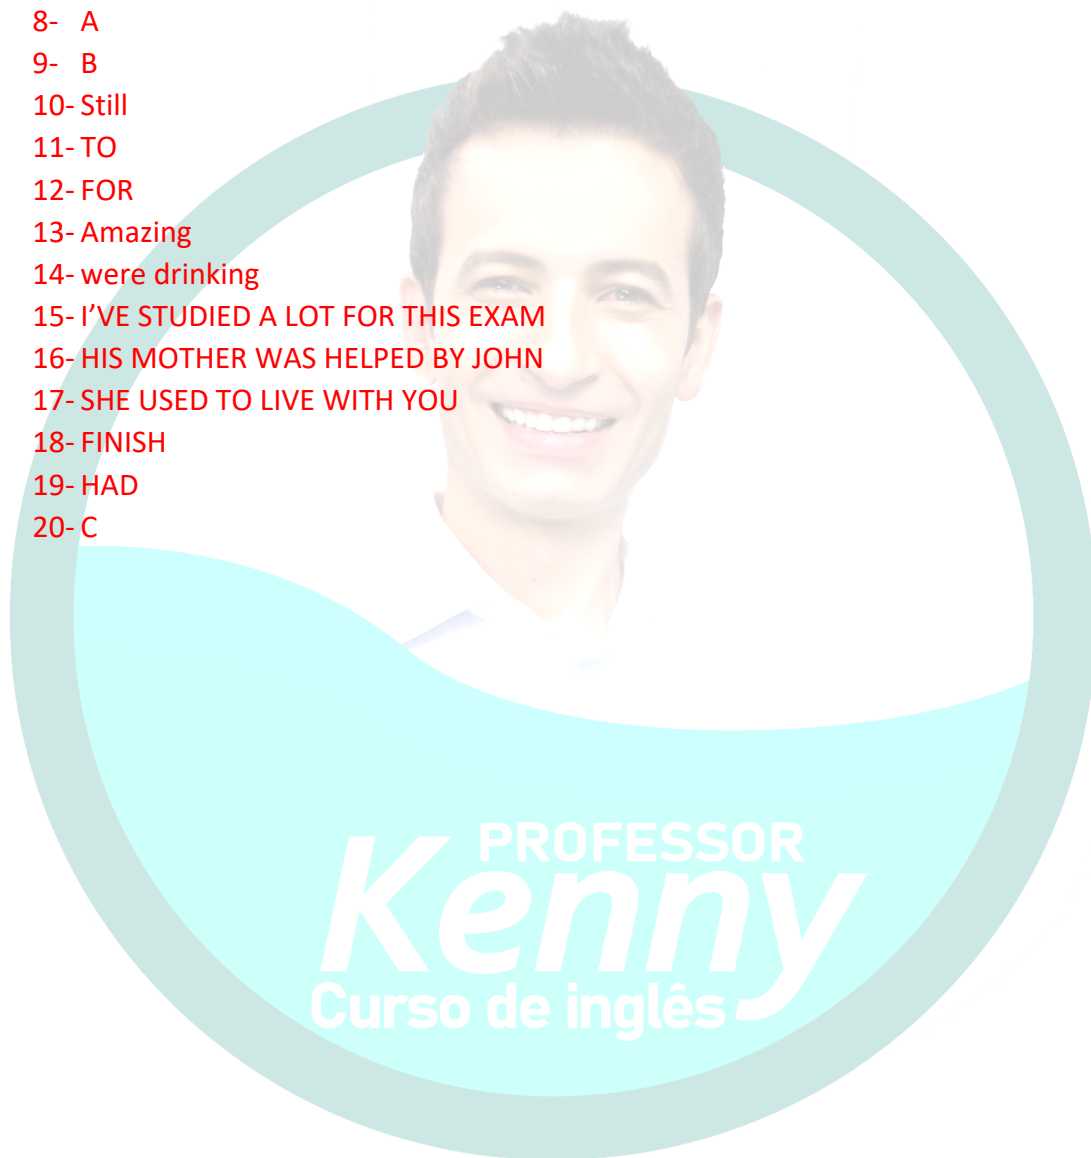 8- A
9- B
10- Still
11- TO
12- FOR
13- Amazing
14- were drinking
15- I’VE STUDIED A LOT FOR THIS EXAM
16- HIS MOTHER WAS HELPED BY JOHN
17- SHE USED TO LIVE WITH YOU
18- FINISH
19- HAD
20- C
PROFESSOR
Kenny
Curso de inglês